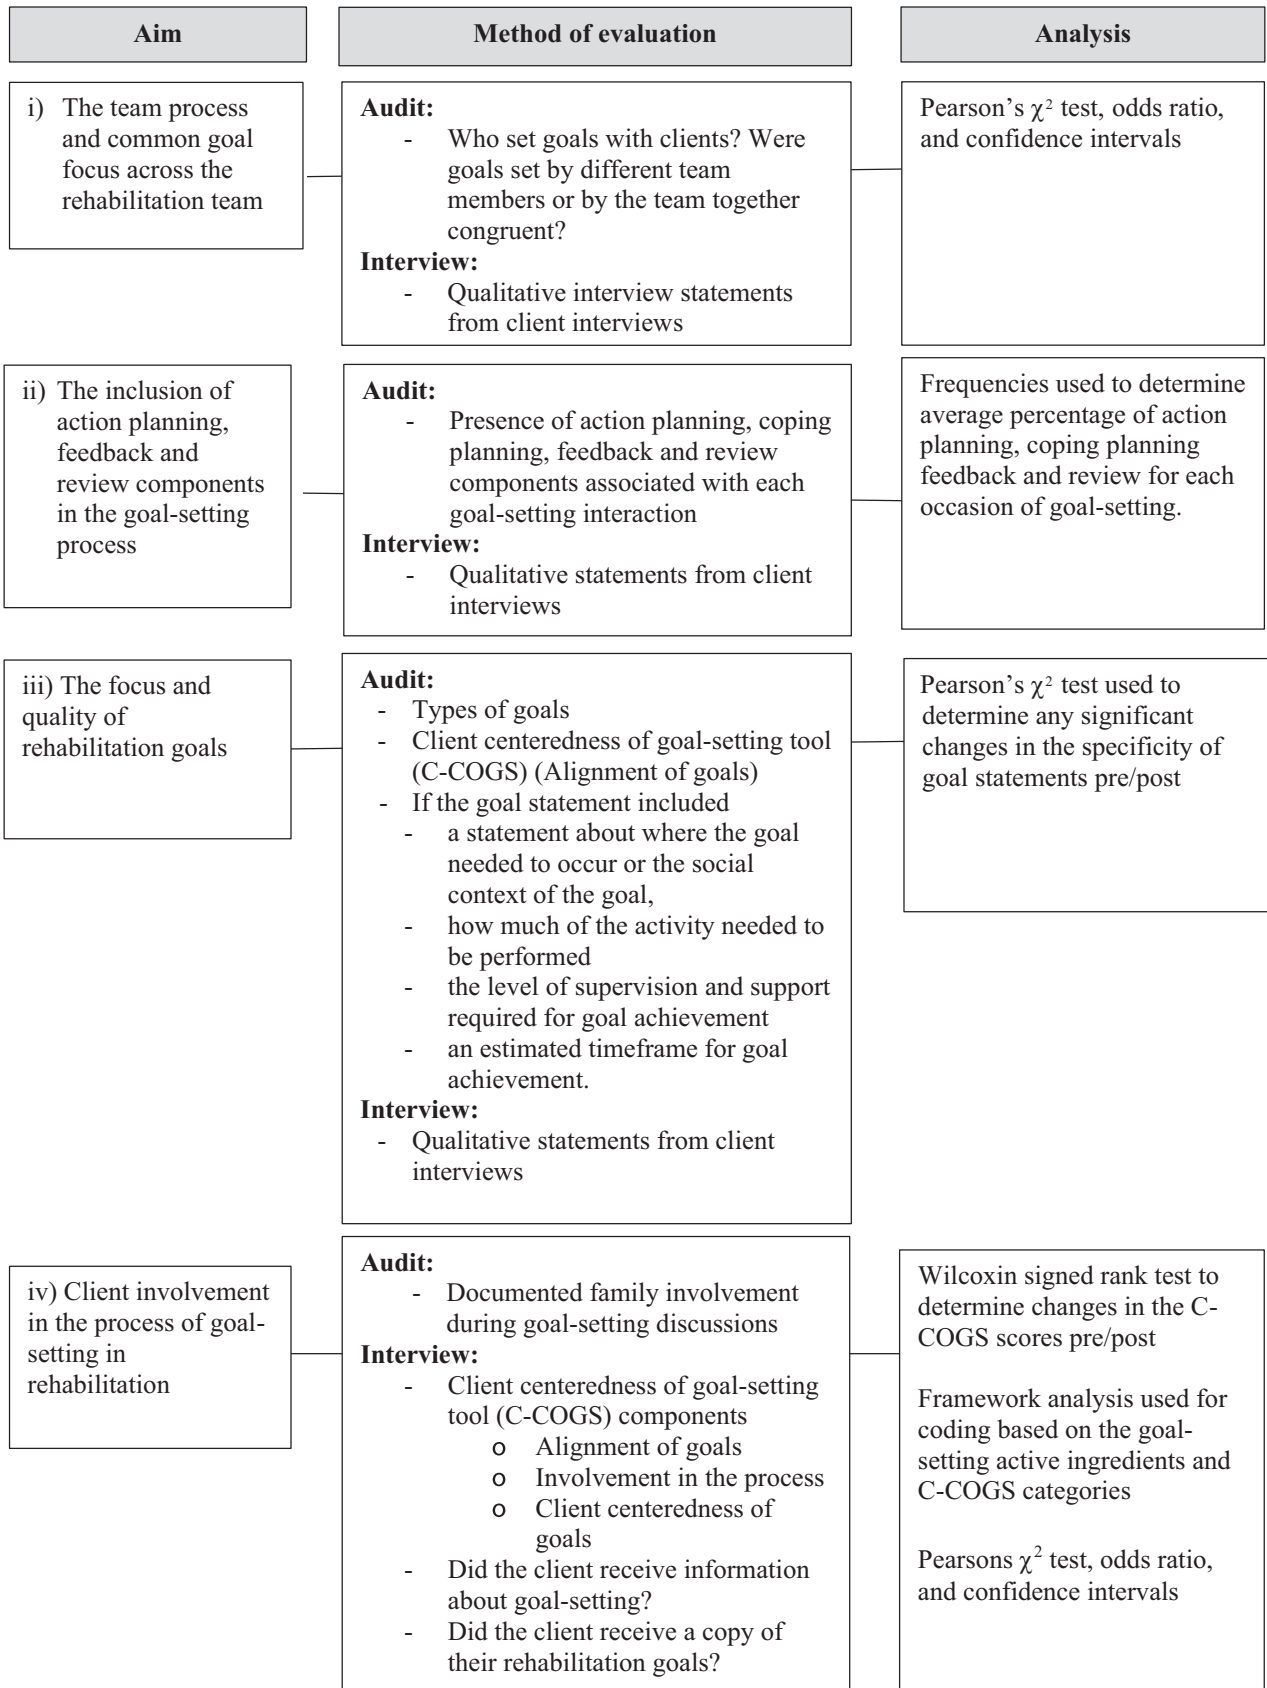 Aim
Method of evaluation
Analysis
i) The team process
and common goal
focus across the
rehabilitation team
Audit:
- Who set goals with clients? Were
goals set by different team
members or by the team together
congruent?
Interview:
- Qualitative interview statements
from client interviews
Pearson’s χ² test, odds ratio,
and confidence intervals
ii) The inclusion of
action planning,
feedback and
review components
in the goal-setting
process
Audit:
- Presence of action planning, coping
planning, feedback and review
components associated with each
goal-setting interaction
Interview:
- Qualitative statements from client
interviews
Frequencies used to determine
average percentage of action
planning, coping planning
feedback and review for each
occasion of goal-setting.
iii) The focus and
quality of
rehabilitation goals
Audit:
- Types of goals
- Client centeredness of goal-setting tool
(C-COGS) (Alignment of goals)
- If the goal statement included
- a statement about where the goal
needed to occur or the social
context of the goal,
- how much of the activity needed to
be performed
- the level of supervision and support
required for goal achievement
- an estimated timeframe for goal
achievement.
Interview:
- Qualitative statements from client
interviews
Pearson’s χ² test used to
determine any significant
changes in the specificity of
goal statements pre/post
iv) Client involvement
in the process of goal-
setting in
rehabilitation
Audit:
- Documented family involvement
during goal-setting discussions
Interview:
- Client centeredness of goal-setting
tool (C-COGS) components
o Alignment of goals
o Involvement in the process
o Client centeredness of
goals
- Did the client receive information
about goal-setting?
- Did the client receive a copy of
their rehabilitation goals?
Wilcoxin signed rank test to
determine changes in the C-
COGS scores pre/post
Framework analysis used for
coding based on the goal-
setting active ingredients and
C-COGS categories
Pearsons χ² test, odds ratio,
and confidence intervals